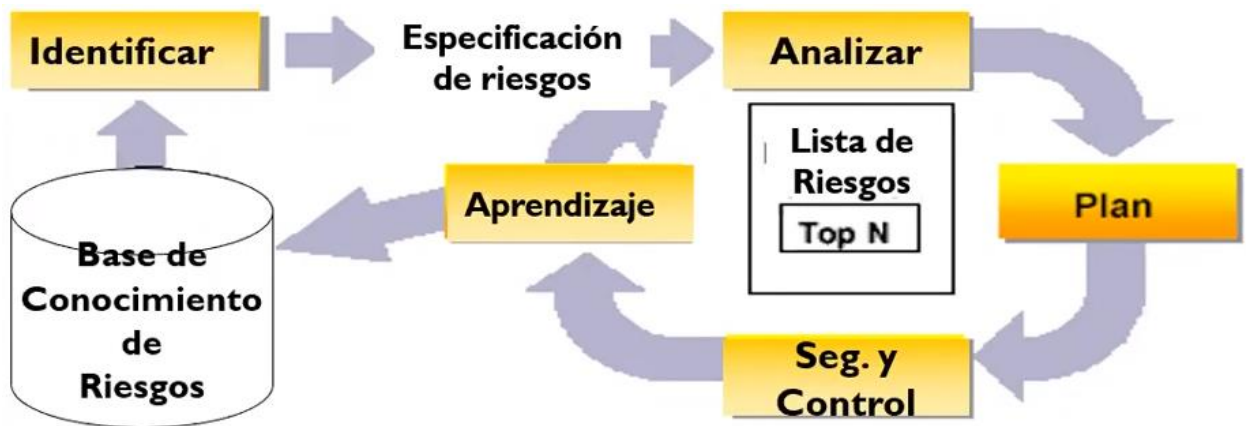 Identificar
Especificación
de riesgos
Analizar
Lista de
Riesgos
Top N
Plan
Aprendizaje
Base de
Conocimiento
de
Riesgos
Seg. y
Control